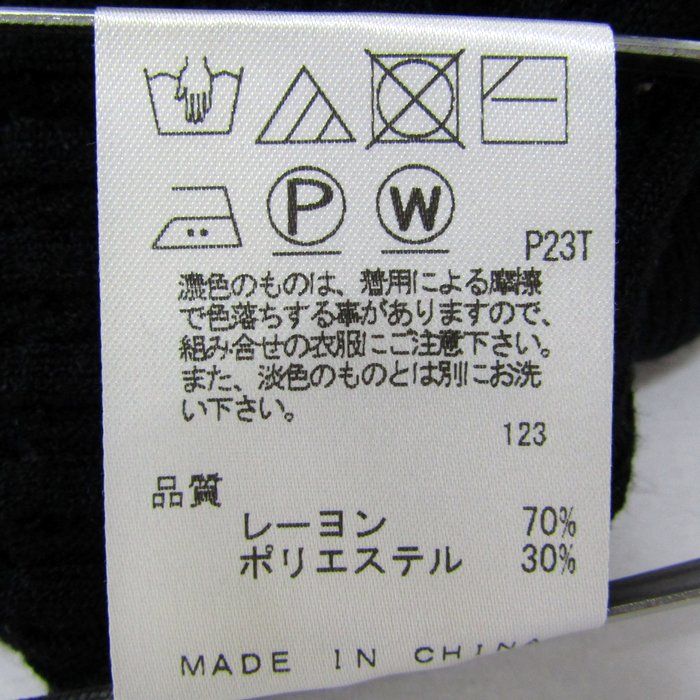 P
W
P23T
濃色のものは、着用による摩擦
で色落ちする事がありますので、
組み合せの衣服にご注意下さい。
また、淡色のものとは別にお洗
い下さい。
123
品質
レーヨン 70%
ポリエステル 30%
MADE IN CHINA